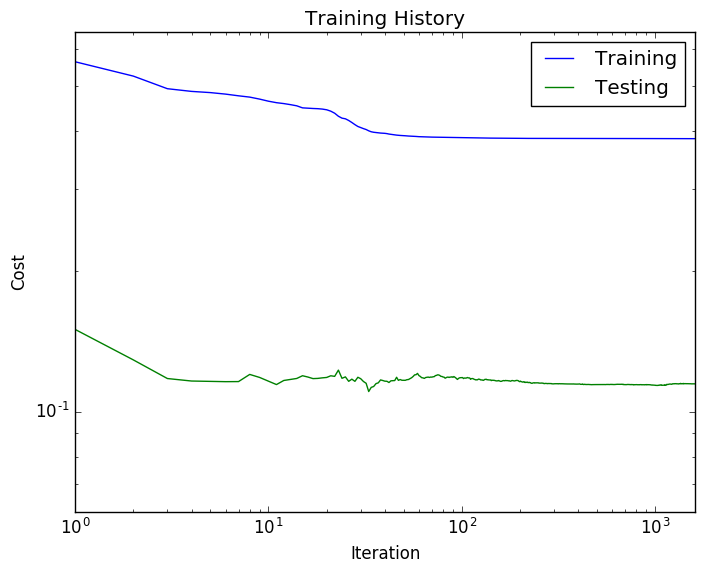 Training History
Training
Testing
Cost
10^-1
10^0
10^1
10^2
10^3
Iteration